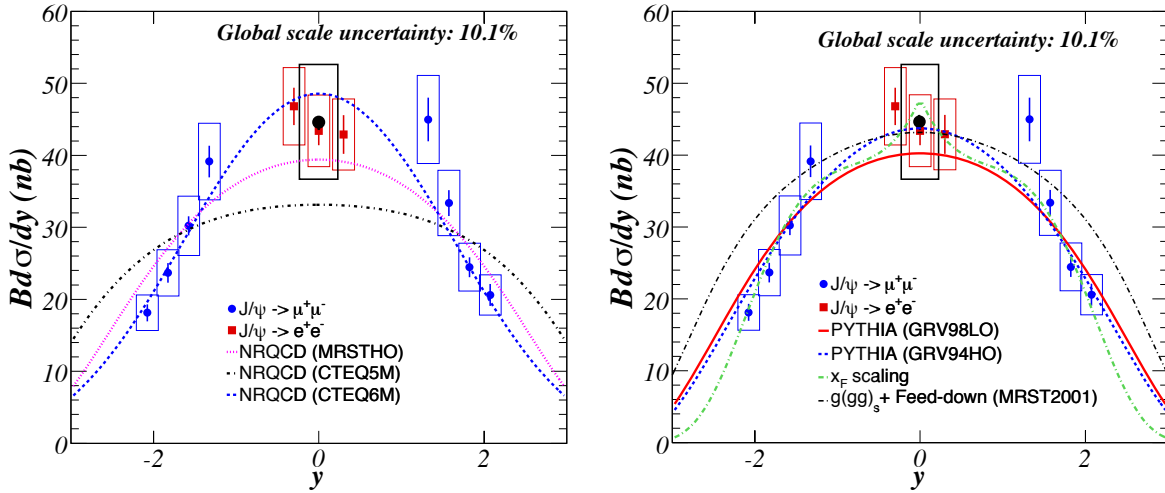 60
Global scale uncertainty: 10.1%
50
40
30
20
10
0
Bdσ/dy (nb)
J/ψ -> μ⁺μ⁻
J/ψ -> e⁺e⁻
NRQCD (MRSTHO)
NRQCD (CTEQ5M)
NRQCD (CTEQ6M)
-2
0
2
y
60
Global scale uncertainty: 10.1%
50
40
30
20
10
0
Bdσ/dy (nb)
J/ψ -> μ⁺μ⁻
J/ψ -> e⁺e⁻
PYTHIA (GRV98LO)
PYTHIA (GRV94HO)
x_F scaling
g(gg)_s + Feed-down (MRST2001)
-2
0
2
y